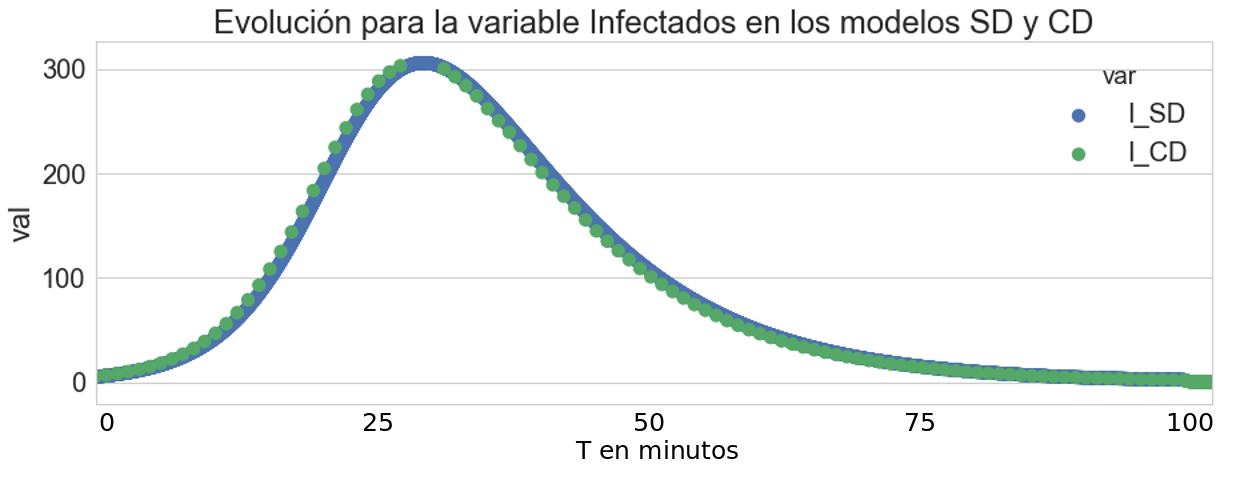 Evolución para la variable Infectados en los modelos SD y CD
300
200
100
0
val
var
I_SD
I_CD
0 25 50 75 100
T en minutos